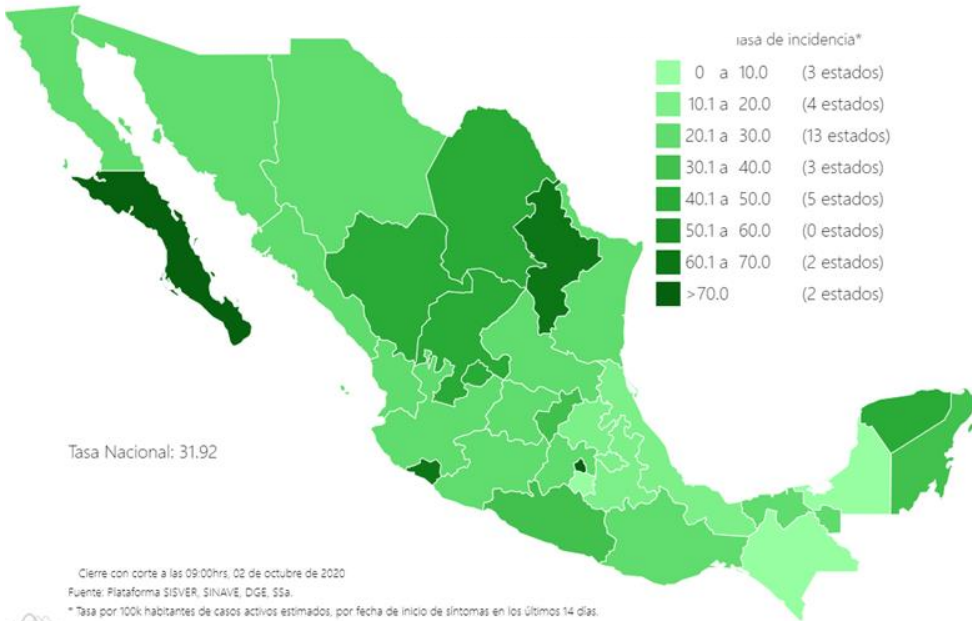 Tasa de incidencia*
0 a 10.0 (3 estados)
10.1 a 20.0 (4 estados)
20.1 a 30.0 (13 estados)
30.1 a 40.0 (3 estados)
40.1 a 50.0 (5 estados)
50.1 a 60.0 (0 estados)
60.1 a 70.0 (2 estados)
>70.0 (2 estados)
Tasa Nacional: 31.92
Cierre con corte a las 09:00hrs, 02 de octubre de 2020
Fuente: Plataforma SISVER, SINAVE, DGE, SSa.
* Tasa por 100k habitantes de casos activos estimados, por fecha de inicio de síntomas en los últimos 14 días.